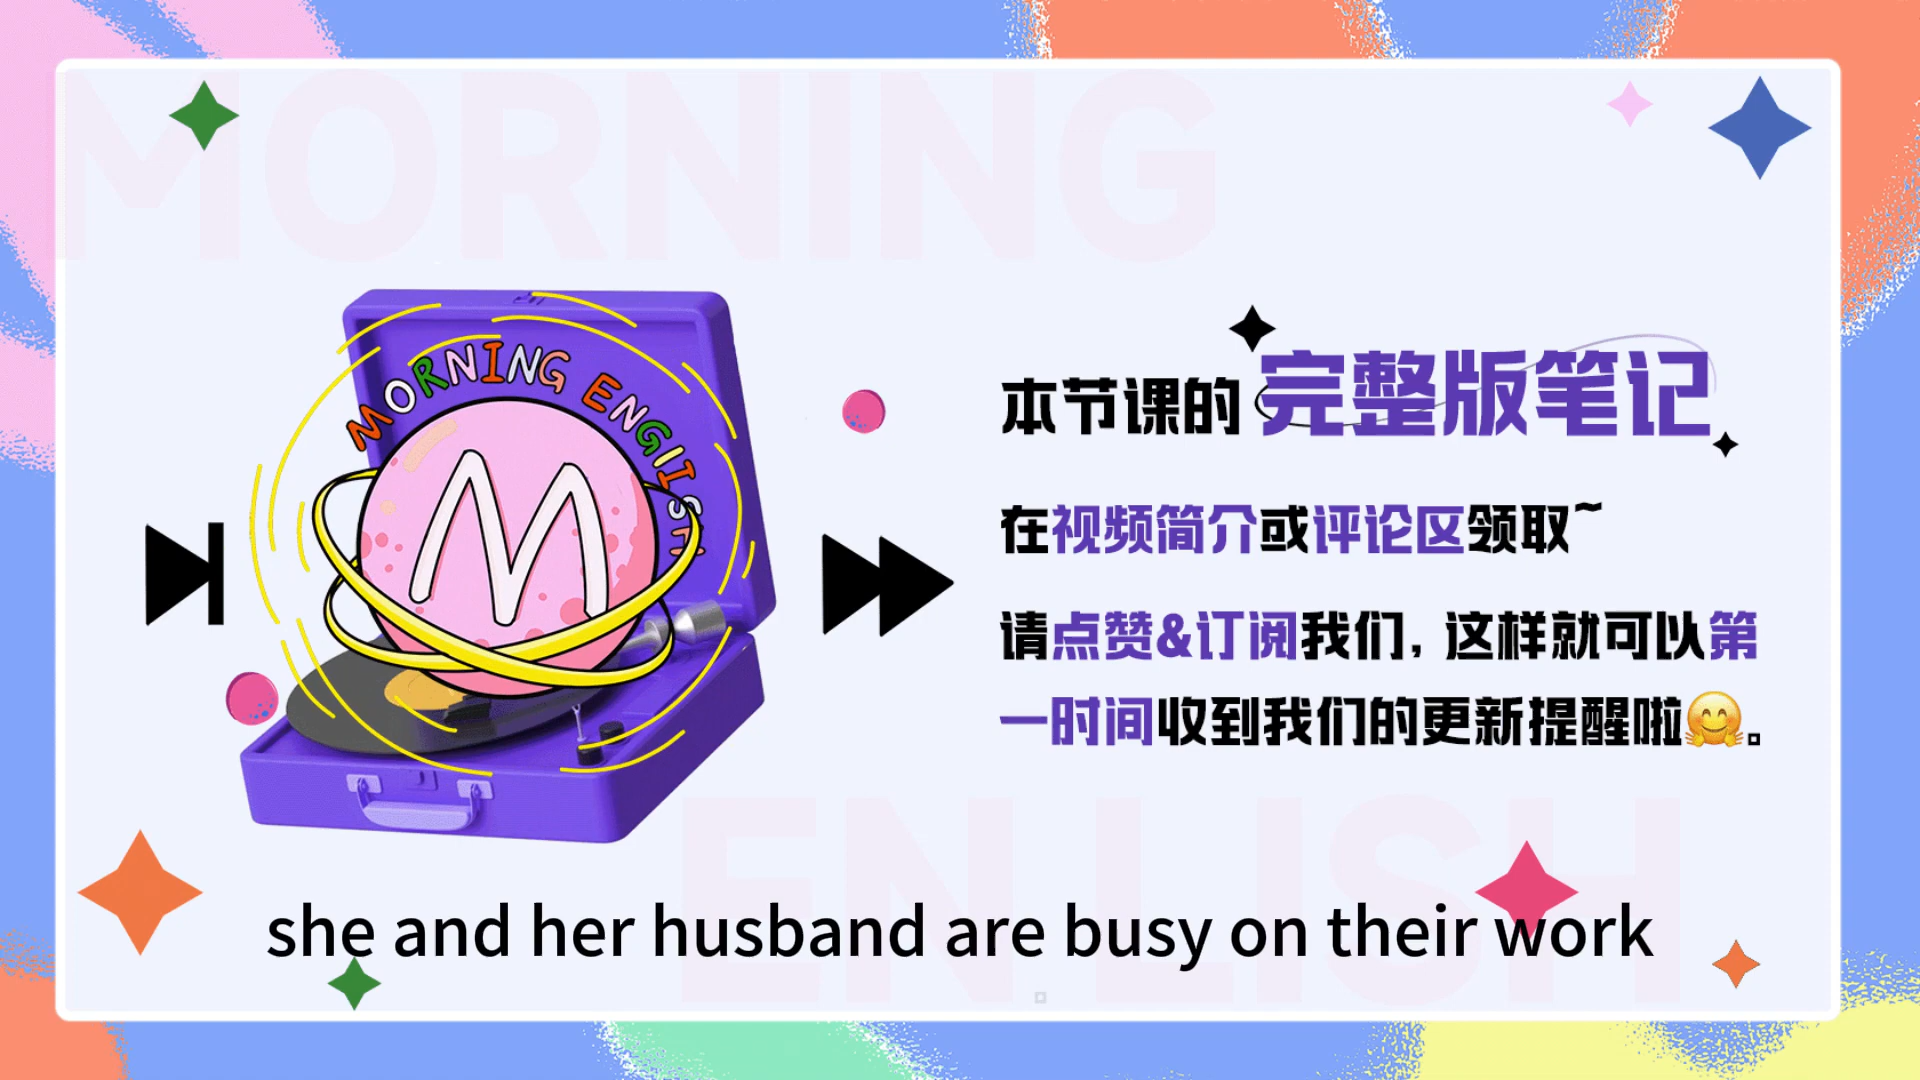 MORNING
MORNING ENGLISH
M
本节课的 完整版笔记
在视频简介或评论区领取~
请点赞&订阅我们，这样就可以第
一时间收到我们的更新提醒啦🤗。
EN LISH
she and her husband are busy on their work